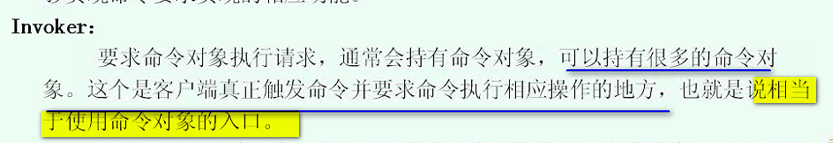 Invoker：
要求命令对象执行请求，通常会持有命令对象，可以持有很多的命令对
象。这个是客户端真正触发命令并要求命令执行相应操作的地方，也就是说相当
于使用命令对象的入口。